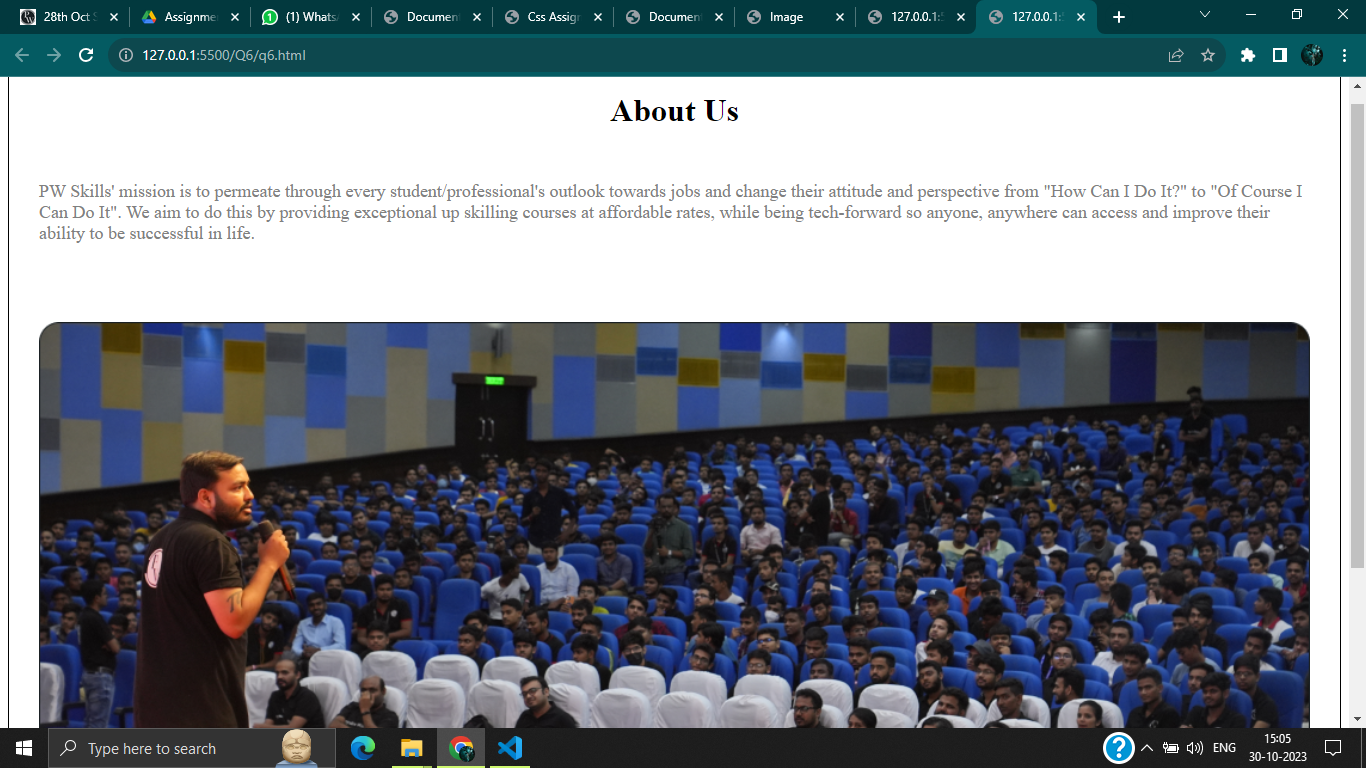 28th Oct S
Assignme
(1) Whats
Document
Css Assig
Document
Image
127.0.0.1:5
127.0.0.1:5
127.0.0.1:5500/Q6/q6.html
About Us
PW Skills' mission is to permeate through every student/professional's outlook towards jobs and change their attitude and perspective from "How Can I Do It?" to "Of Course I
Can Do It". We aim to do this by providing exceptional up skilling courses at affordable rates, while being tech-forward so anyone, anywhere can access and improve their
ability to be successful in life.
Type here to search
ENG
15:05
30-10-2023